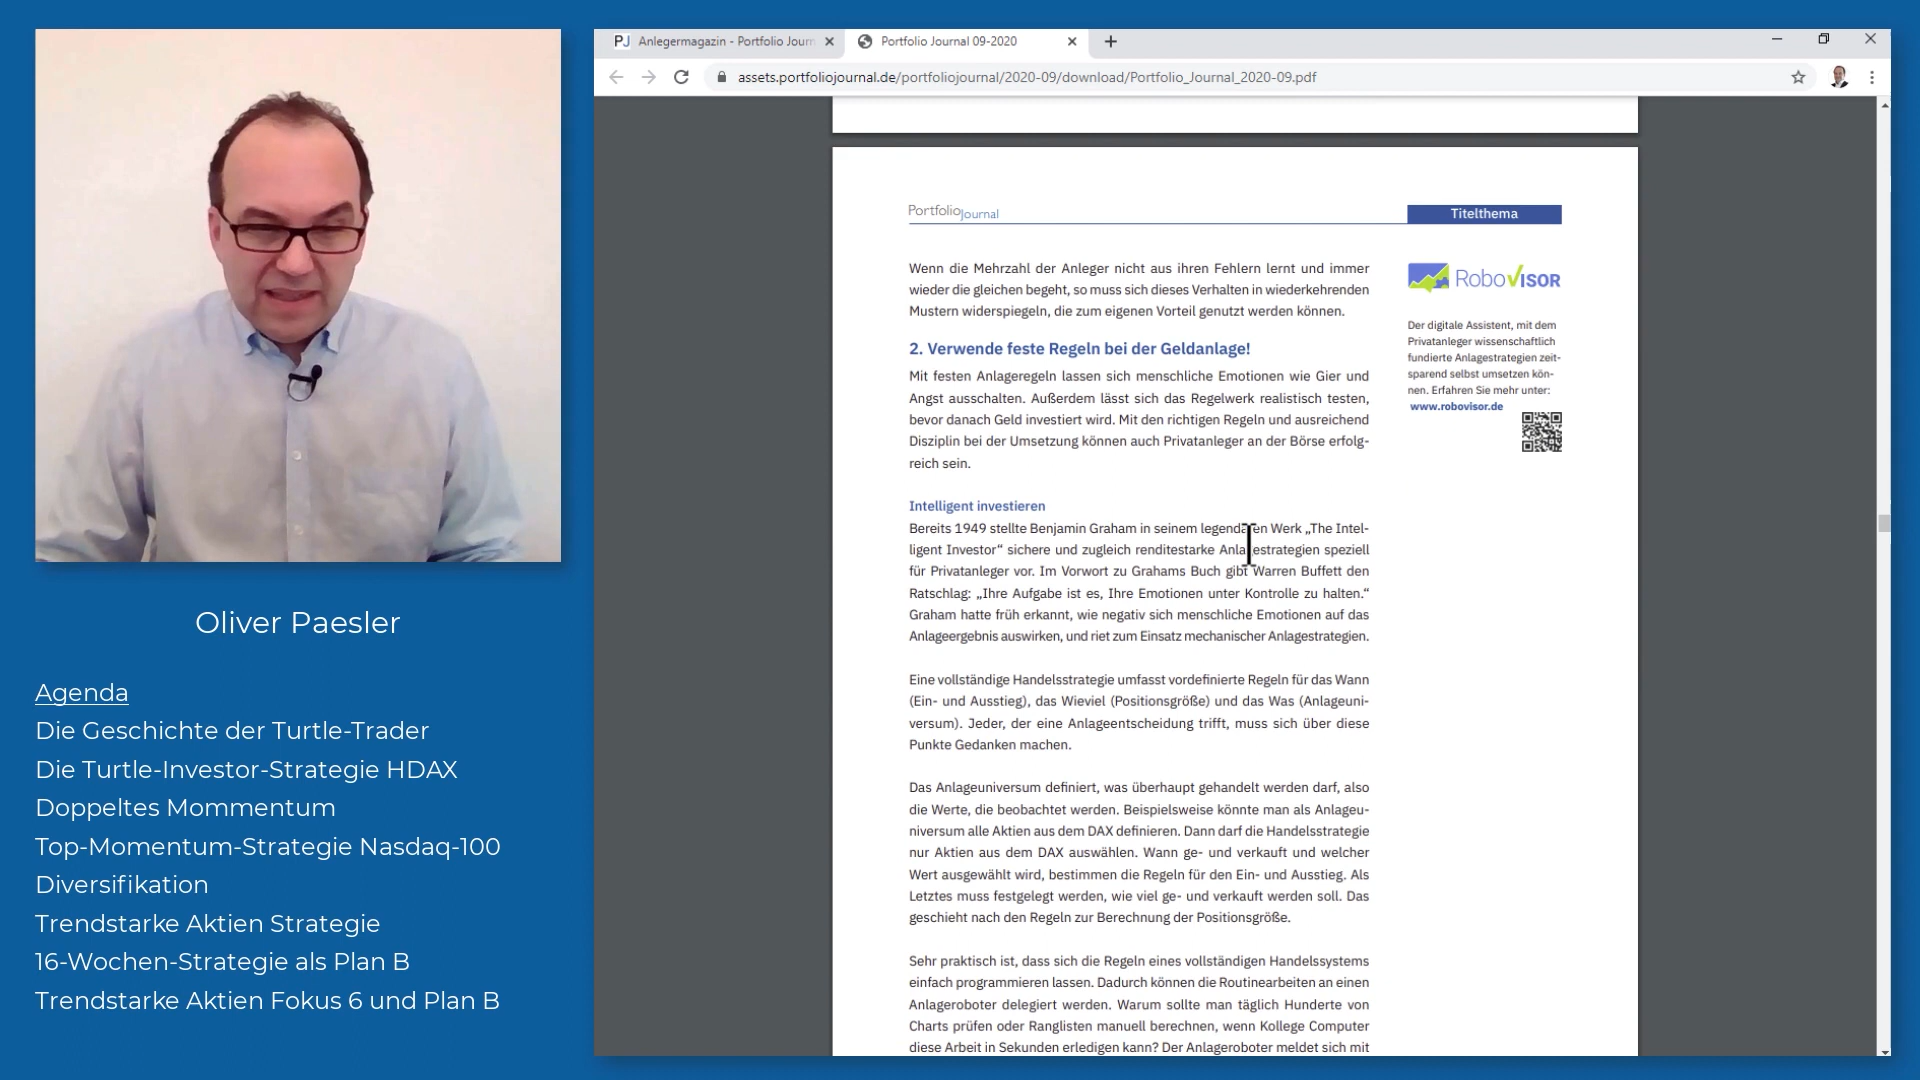 Oliver Paesler
Agenda
Die Geschichte der Turtle-Trader
Die Turtle-Investor-Strategie HDAX
Doppeltes Mommentum
Top-Momentum-Strategie Nasdaq-100
Diversifikation
Trendstarke Aktien Strategie
16-Wochen-Strategie als Plan B
Trendstarke Aktien Fokus 6 und Plan B
PJ Anlegermagazin - Portfolio Journ
Portfolio Journal 09-2020
assets.portfoliojournal.de/portfoliojournal/2020-09/download/Portfolio_Journal_2020-09.pdf
PortfolioJournal
Titelthema
Wenn die Mehrzahl der Anleger nicht aus ihren Fehlern lernt und immer
wieder die gleichen begeht, so muss sich dieses Verhalten in wiederkehrenden
Mustern widerspiegeln, die zum eigenen Vorteil genutzt werden können.
2. Verwende feste Regeln bei der Geldanlage!
Mit festen Anlageregeln lassen sich menschliche Emotionen wie Gier und
Angst ausschalten. Außerdem lässt sich das Regelwerk realistisch testen,
bevor danach Geld investiert wird. Mit den richtigen Regeln und ausreichend
Disziplin bei der Umsetzung können auch Privatanleger an der Börse erfolg-
reich sein.
Intelligent investieren
Bereits 1949 stellte Benjamin Graham in seinem legendären Werk „The Intel-
ligent Investor“ sichere und zugleich renditestarke Anlagestrategien speziell
für Privatanleger vor. Im Vorwort zu Grahams Buch gibt Warren Buffett den
Ratschlag: „Ihre Aufgabe ist es, Ihre Emotionen unter Kontrolle zu halten.“
Graham hatte früh erkannt, wie negativ sich menschliche Emotionen auf das
Anlageergebnis auswirken, und riet zum Einsatz mechanischer Anlagestrategien.
Eine vollständige Handelsstrategie umfasst vordefinierte Regeln für das Wann
(Ein- und Ausstieg), das Wieviel (Positionsgröße) und das Was (Anlageuni-
versum). Jeder, der eine Anlageentscheidung trifft, muss sich über diese
Punkte Gedanken machen.
Das Anlageuniversum definiert, was überhaupt gehandelt werden darf, also
die Werte, die beobachtet werden. Beispielsweise könnte man als Anlageu-
niversum alle Aktien aus dem DAX definieren. Dann darf die Handelsstrategie
nur Aktien aus dem DAX auswählen. Wann ge- und verkauft und welcher
Wert ausgewählt wird, bestimmen die Regeln für den Ein- und Ausstieg. Als
Letztes muss festgelegt werden, wie viel ge- und verkauft werden soll. Das
geschieht nach den Regeln zur Berechnung der Positionsgröße.
Sehr praktisch ist, dass sich die Regeln eines vollständigen Handelssystems
einfach programmieren lassen. Dadurch können die Routinearbeiten an einen
Anlageroboter delegiert werden. Warum sollte man täglich Hunderte von
Charts prüfen oder Ranglisten manuell berechnen, wenn Kollege Computer
diese Arbeit in Sekunden erledigen kann? Der Anlageroboter meldet sich mit
RoboVISOR
Der digitale Assistent, mit dem
Privatanleger wissenschaftlich
fundierte Anlagestrategien zeit-
sparend selbst umsetzen kön-
nen. Erfahren Sie mehr unter:
www.robovisor.de